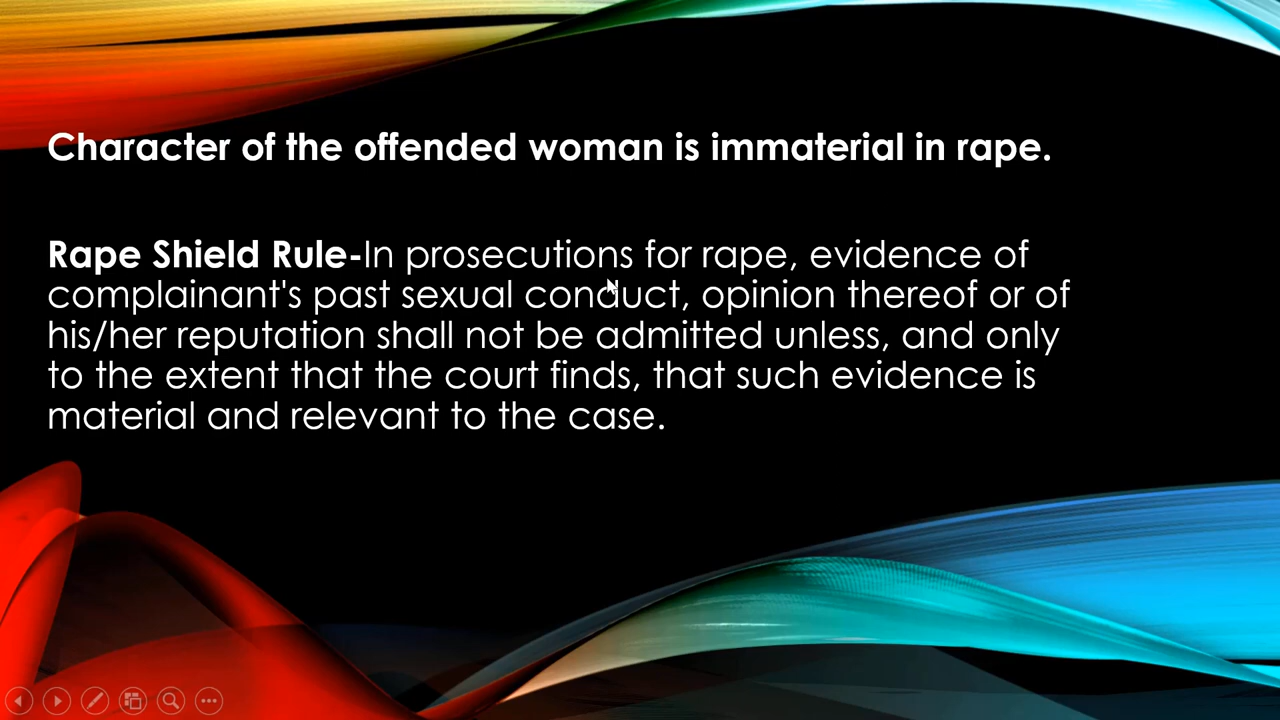 Character of the offended woman is immaterial in rape.
Rape Shield Rule-In prosecutions for rape, evidence of
complainant's past sexual conduct, opinion thereof or of
his/her reputation shall not be admitted unless, and only
to the extent that the court finds, that such evidence is
material and relevant to the case.